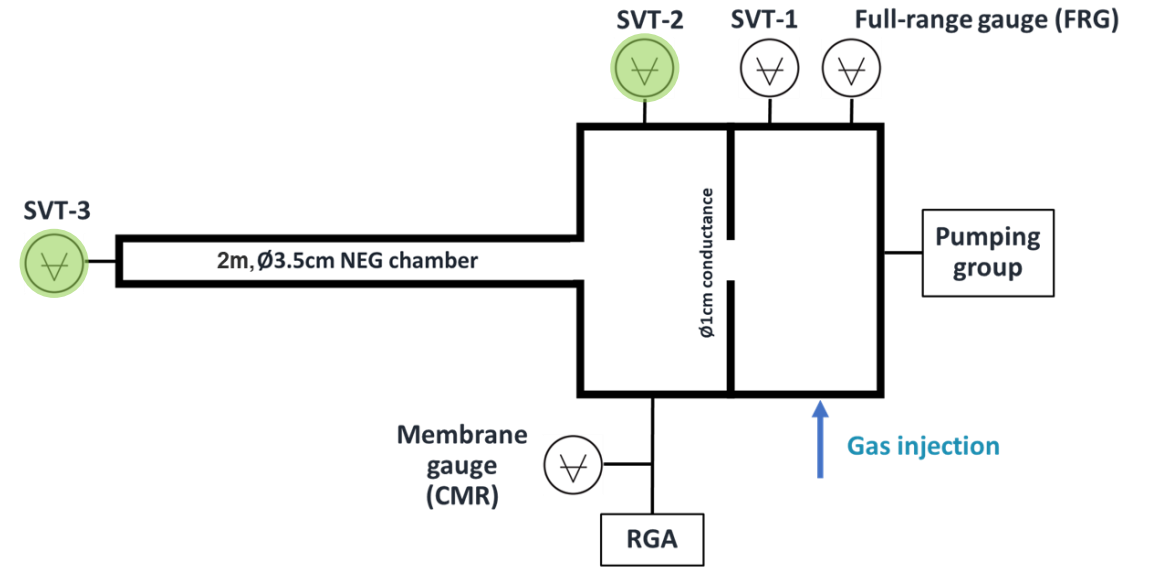 SVT-2
SVT-1
Full-range gauge (FRG)
SVT-3
2m,Ø3.5cm NEG chamber
Ø1cm conductance
Pumping
group
Membrane
gauge
(CMR)
Gas injection
RGA